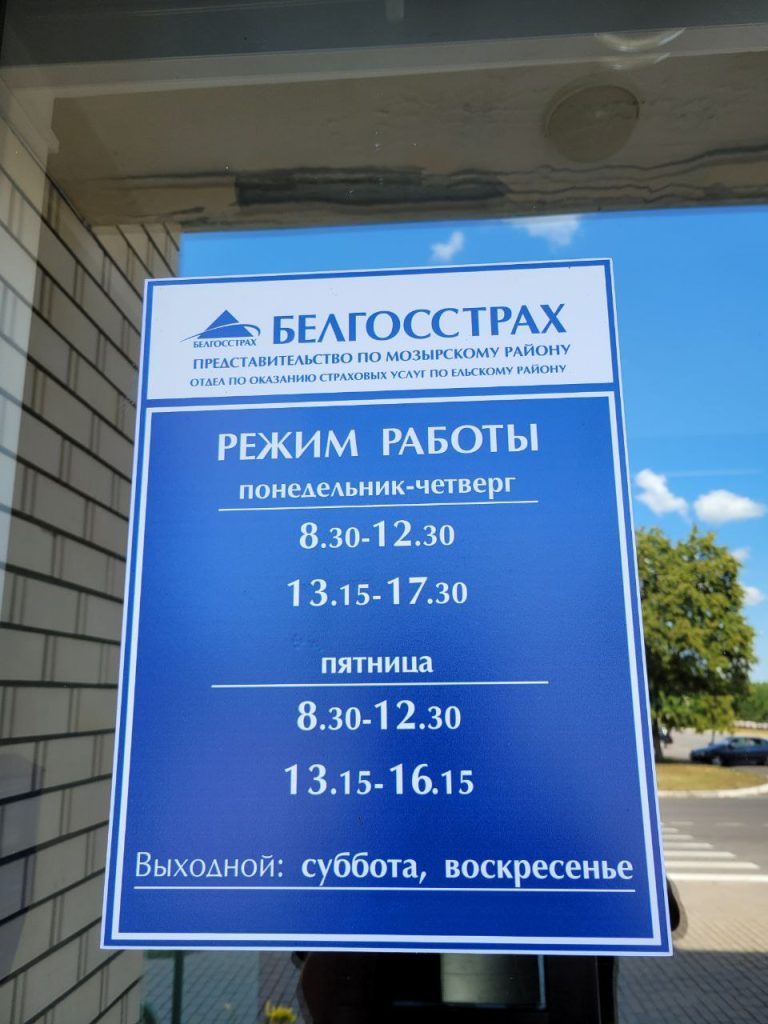 БЕЛГОССТРАХ
БЕЛГОССТРАХ
ПРЕДСТАВИТЕЛЬСТВО ПО МОЗЫРСКОМУ РАЙОНУ
ОТДЕЛ ПО ОКАЗАНИЮ СТРАХОВЫХ УСЛУГ ПО ЕЛЬСКОМУ РАЙОНУ
РЕЖИМ РАБОТЫ
понедельник-четверг
8.30-12.30
13.15-17.30
пятница
8.30-12.30
13.15-16.15
Выходной: суббота, воскресенье